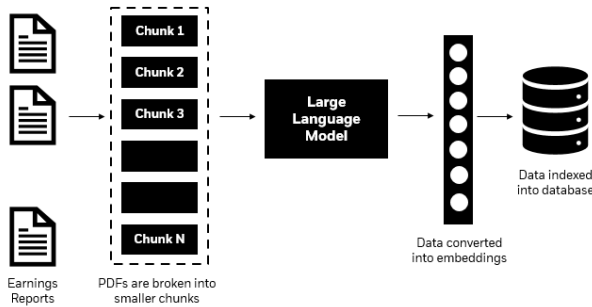 Chunk 1
Chunk 2
Chunk 3
Chunk N
Large
Language
Model
Earnings
Reports
PDFs are broken into
smaller chunks
Data converted
into embeddings
Data indexed
into database